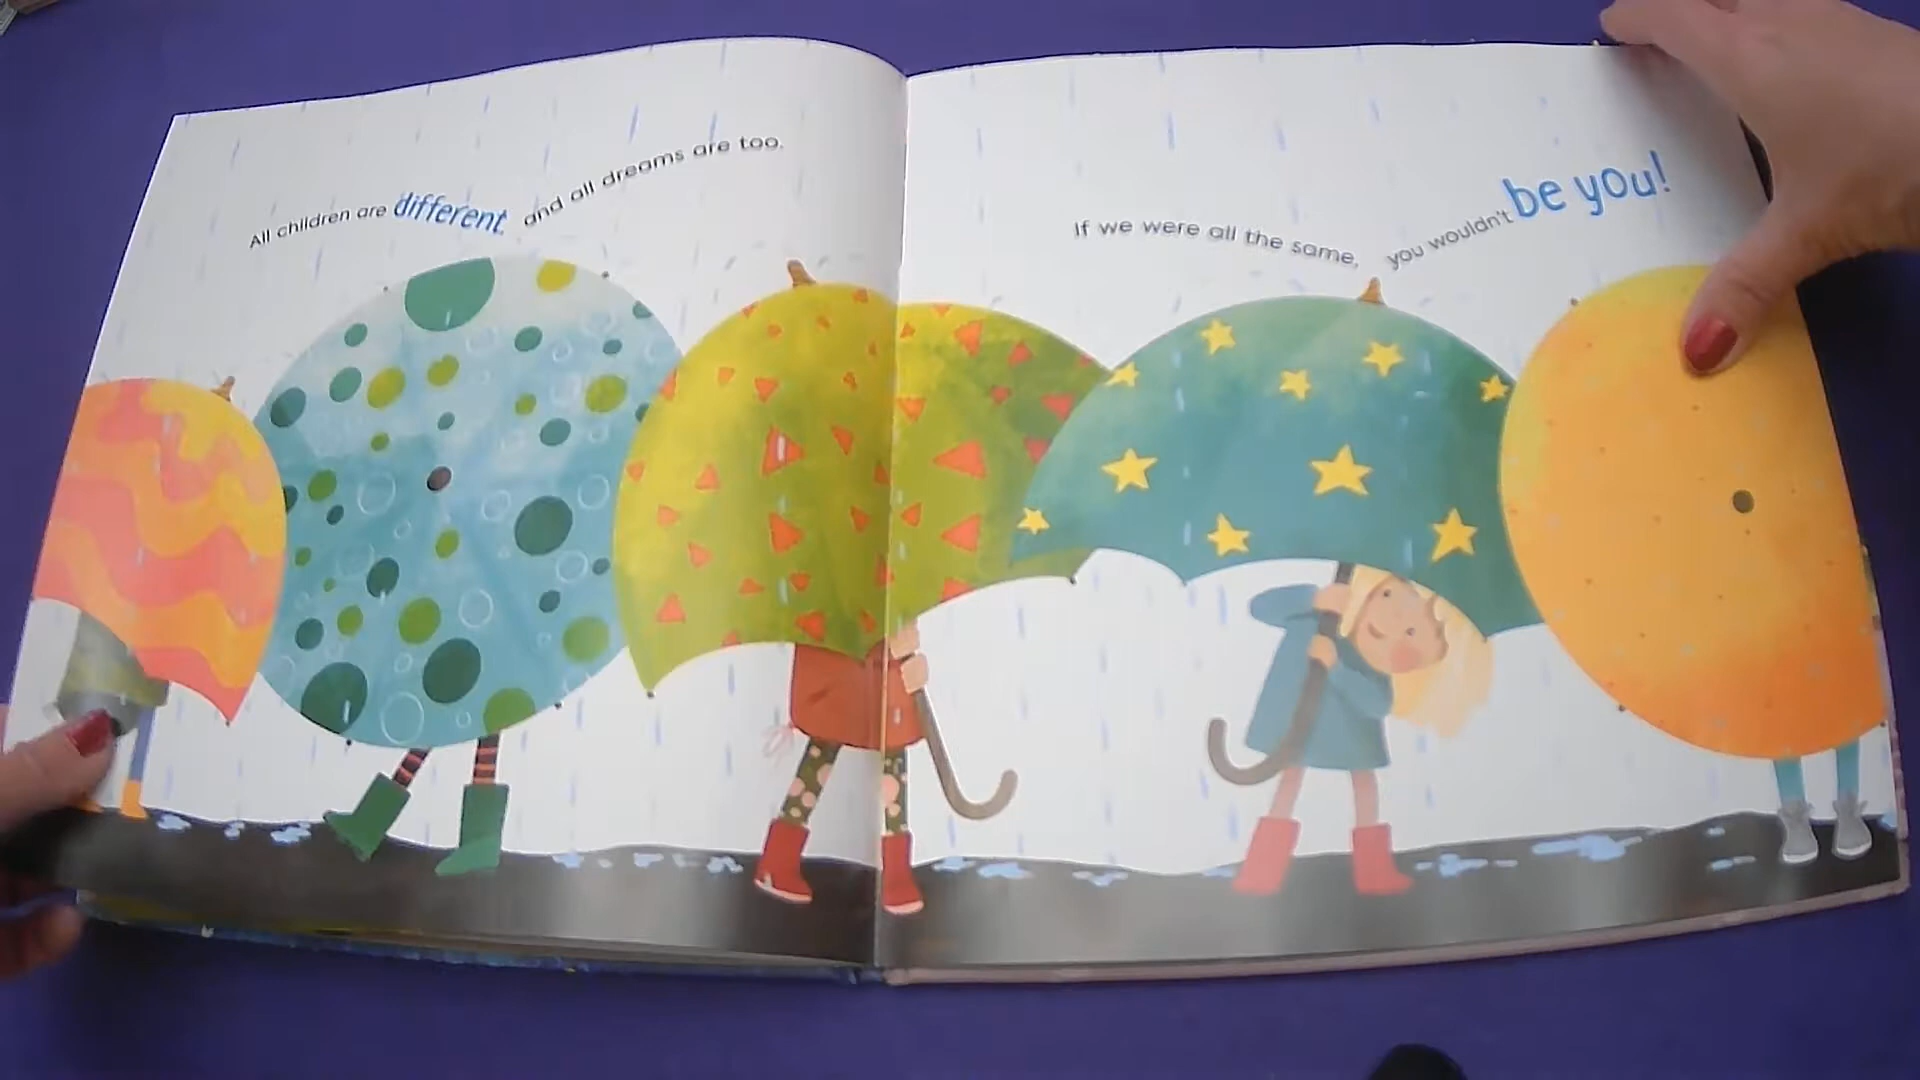 All children are different, and all dreams are too.
If we were all the same, you wouldn't be you!